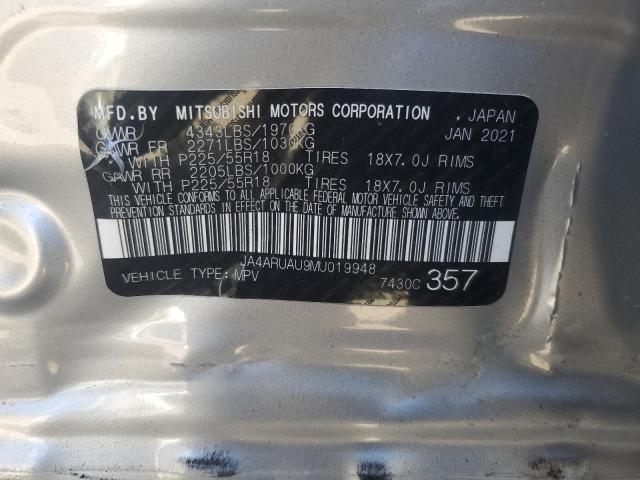 MFD.BY MITSUBISHI MOTORS CORPORATION , JAPAN
GVWR 4343LBS/1970KG JAN 2021
GAWR FR 2271LBS/1030KG
WITH P225/55R18 TIRES 18X7.0J RIMS
GAWR RR 2205LBS/1000KG
WITH P225/55R18 TIRES 18X7.0J RIMS
THIS VEHICLE CONFORMS TO ALL APPLICABLE FEDERAL MOTOR VEHICLE SAFETY AND THEFT
PREVENTION STANDARDS IN EFFECT ON THE DATE OF MANUFACTURE SHOWN ABOVE.
JA4ARUAU9MU019948
VEHICLE TYPE: MPV 7430C 357